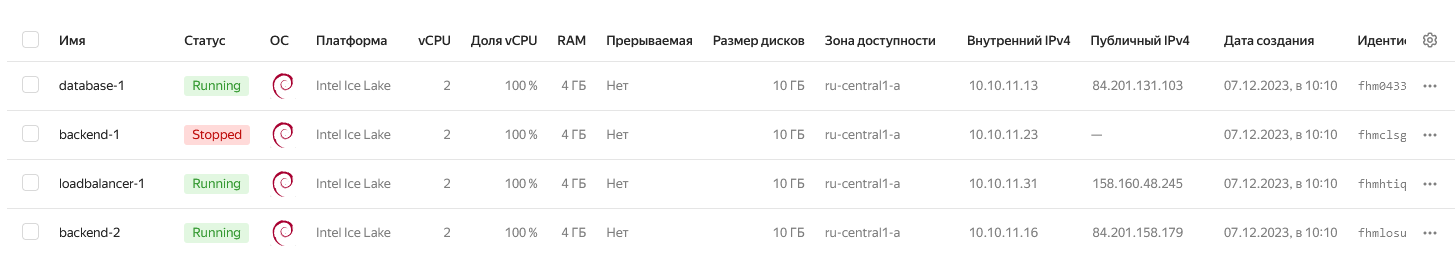 Имя Статус ОС Платформа vCPU Доля vCPU RAM Прерываемая Размер дисков Зона доступности Внутренний IPv4 Публичный IPv4 Дата создания Идентис
database-1 Running Intel Ice Lake 2 100 % 4 ГБ Нет 10 ГБ ru-central1-a 10.10.11.13 84.201.131.103 07.12.2023, в 10:10 fhm0433
backend-1 Stopped Intel Ice Lake 2 100 % 4 ГБ Нет 10 ГБ ru-central1-a 10.10.11.23 — 07.12.2023, в 10:10 fhmclsg
loadbalancer-1 Running Intel Ice Lake 2 100 % 4 ГБ Нет 10 ГБ ru-central1-a 10.10.11.31 158.160.48.245 07.12.2023, в 10:10 fhmhtiq
backend-2 Running Intel Ice Lake 2 100 % 4 ГБ Нет 10 ГБ ru-central1-a 10.10.11.16 84.201.158.179 07.12.2023, в 10:10 fhmlosu